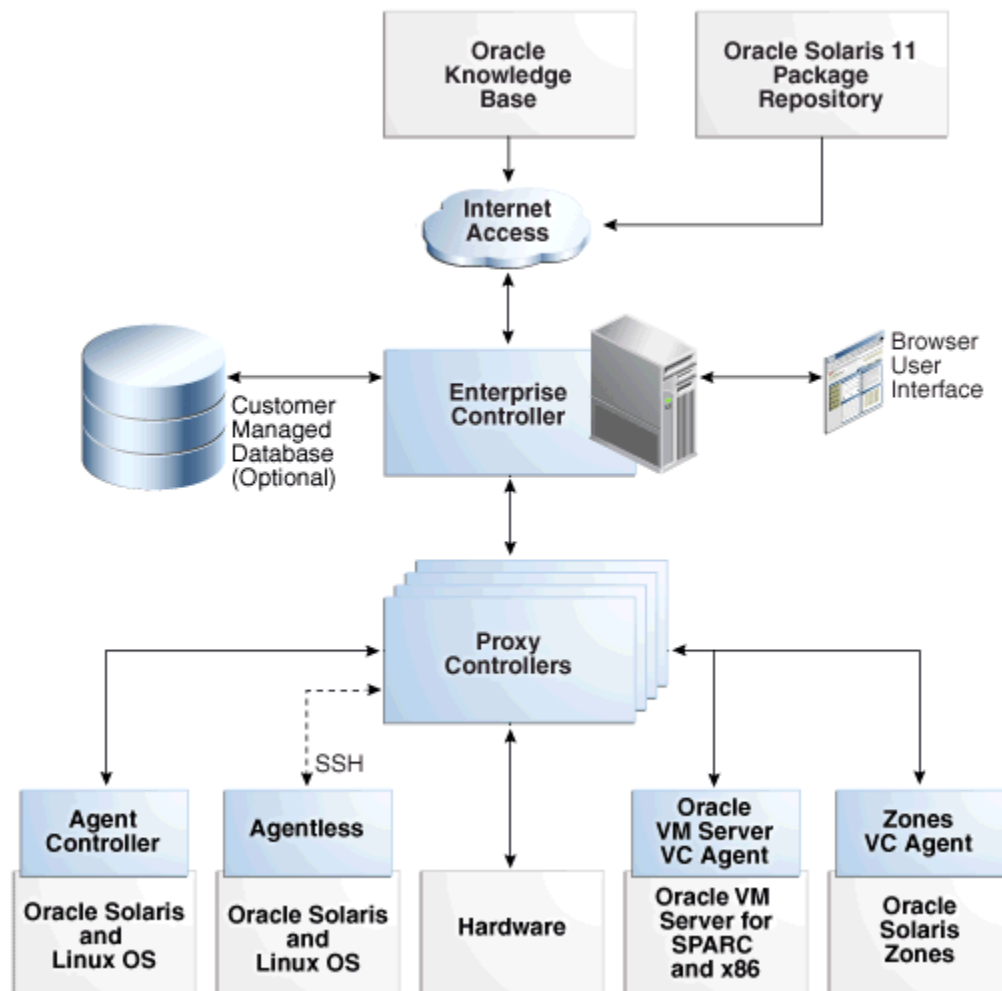 Oracle
Knowledge
Base
Oracle Solaris 11
Package
Repository
Internet
Access
Customer
Managed
Database
(Optional)
Enterprise
Controller
Browser
User
Interface
Proxy
Controllers
SSH
Agent
Controller
Oracle Solaris
and
Linux OS
Agentless
Oracle Solaris
and
Linux OS
Hardware
Oracle
VM Server
VC Agent
Oracle VM
Server for
SPARC
and x86
Zones
VC Agent
Oracle
Solaris
Zones